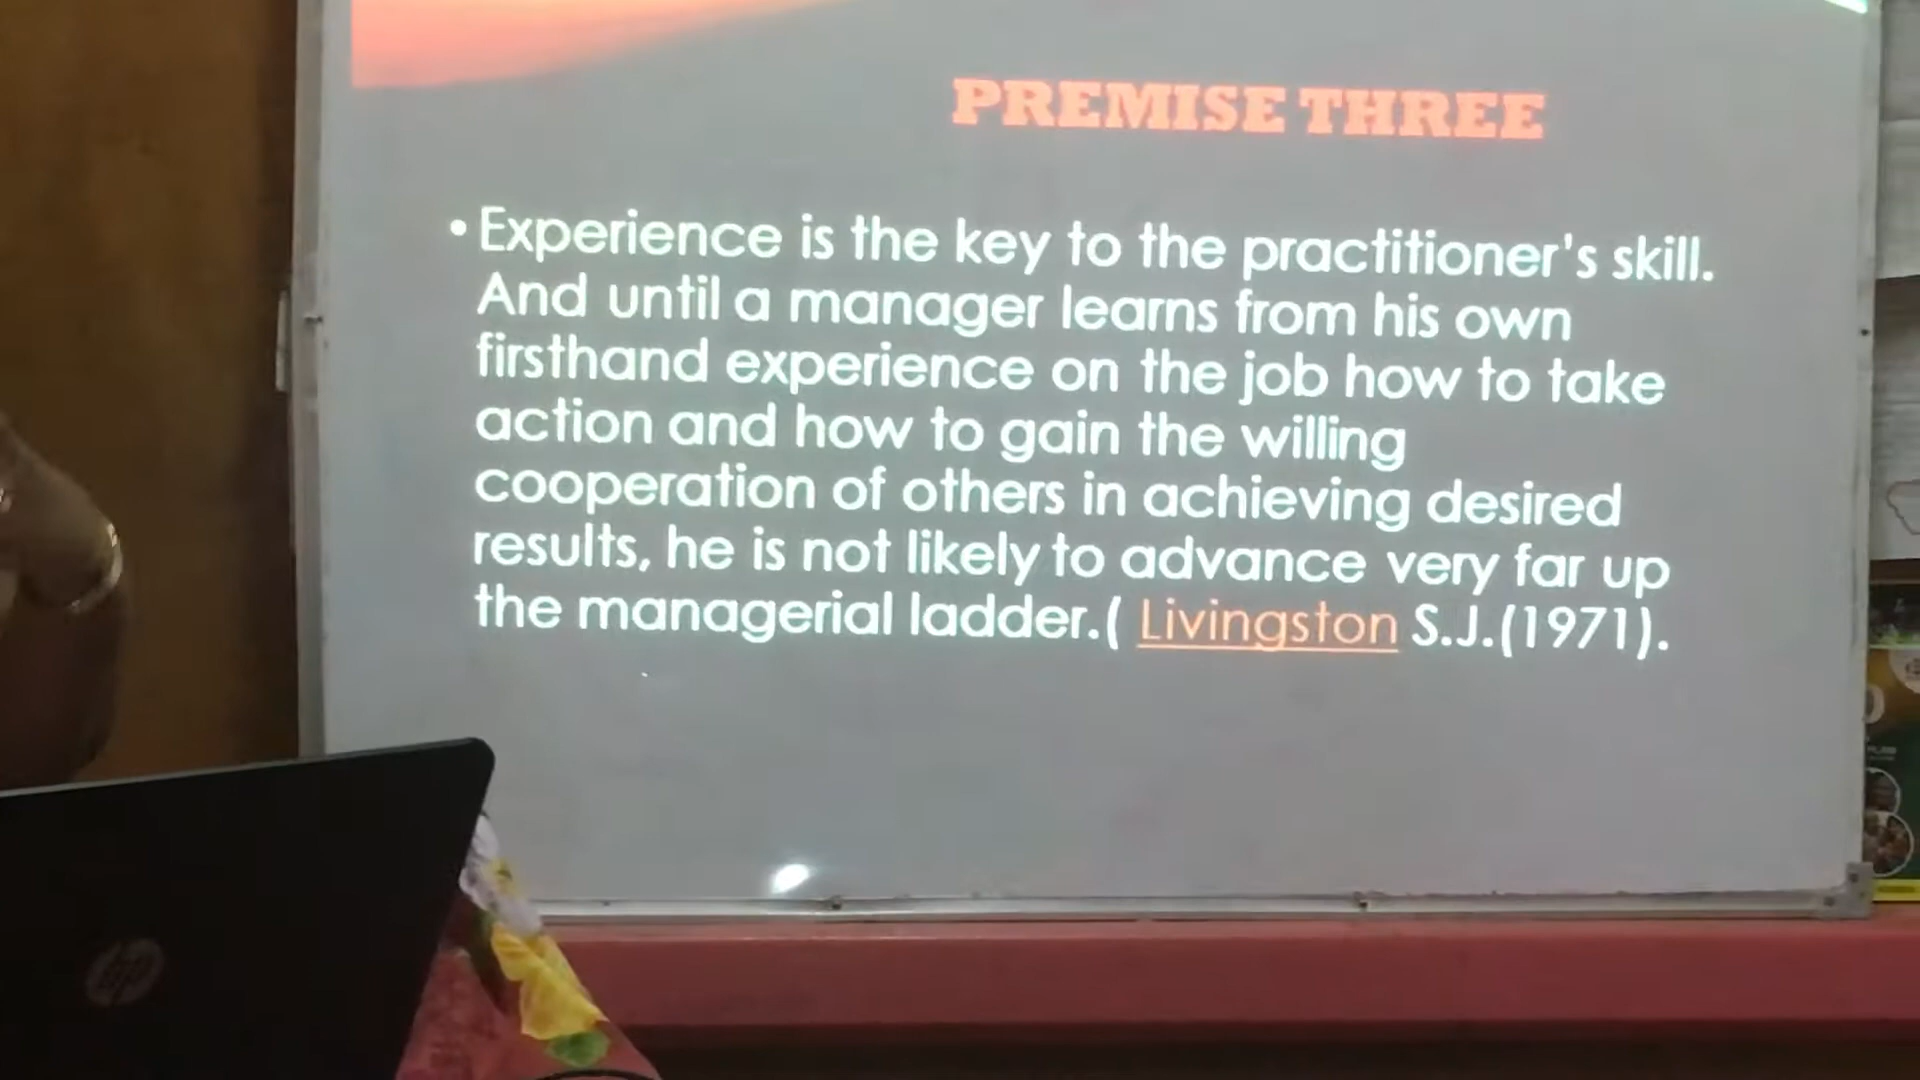 PREMISE THREE
• Experience is the key to the practitioner's skill.
And until a manager learns from his own
firsthand experience on the job how to take
action and how to gain the willing
cooperation of others in achieving desired
results, he is not likely to advance very far up
the managerial ladder.( Livingston S.J.(1971).
hp